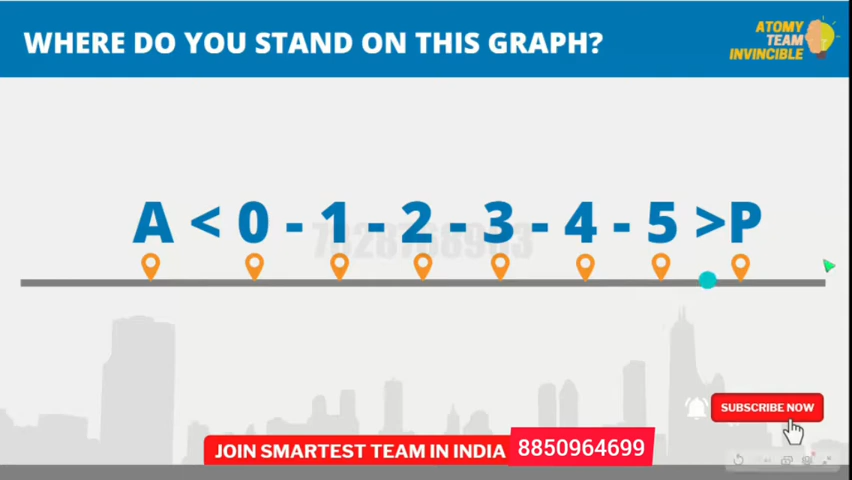 WHERE DO YOU STAND ON THIS GRAPH?
ATOMY
TEAM
INVINCIBLE
A < 0 - 1 - 2 - 3 - 4 - 5 >P
SUBSCRIBE NOW
JOIN SMARTEST TEAM IN INDIA 8850964699